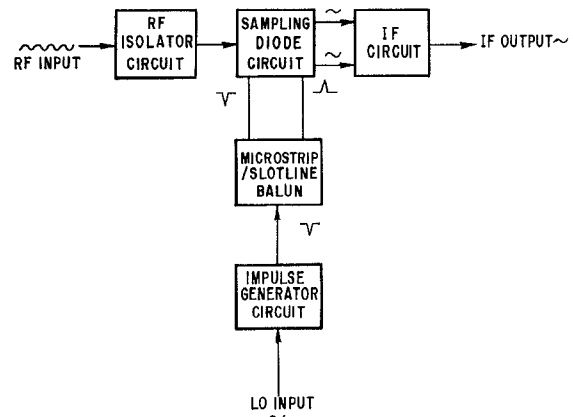 RF
ISOLATOR
CIRCUIT
SAMPLING
DIODE
CIRCUIT
IF
CIRCUIT
IF OUTPUT~
RF INPUT
MICROSTRIP
/SLOTLINE
BALUN
IMPULSE
GENERATOR
CIRCUIT
LO INPUT